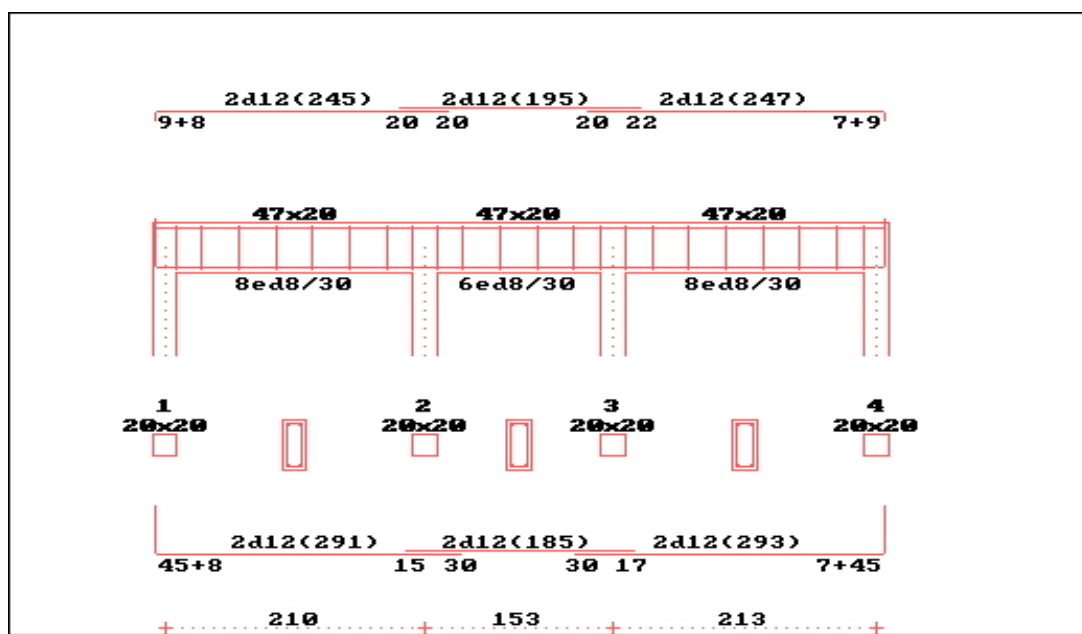 2d12(245) 2d12(195) 2d12(247)
9+8 20 20 20 22 7+9
47x20 47x20 47x20
8ed8/30 6ed8/30 8ed8/30
1 2 3 4
20x20 20x20 20x20 20x20
2d12(291) 2d12(185) 2d12(293)
45+8 15 30 30 17 7+45
210 153 213